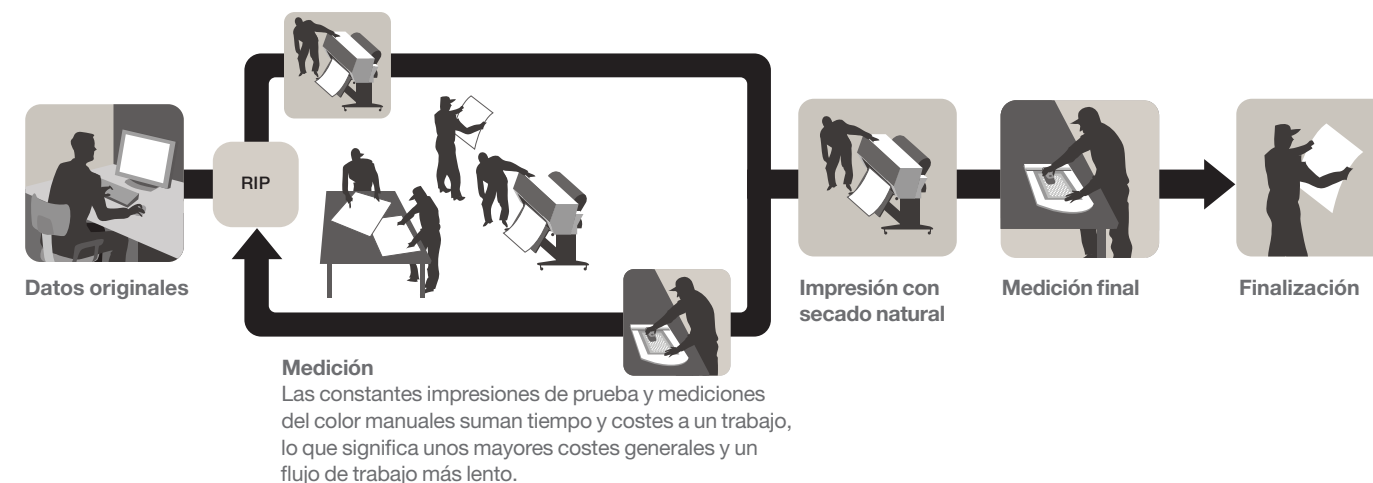 RIP
Datos originales
Impresión con
secado natural
Medición final
Finalización
Medición
Las constantes impresiones de prueba y mediciones
del color manuales suman tiempo y costes a un trabajo,
lo que significa unos mayores costes generales y un
flujo de trabajo más lento.